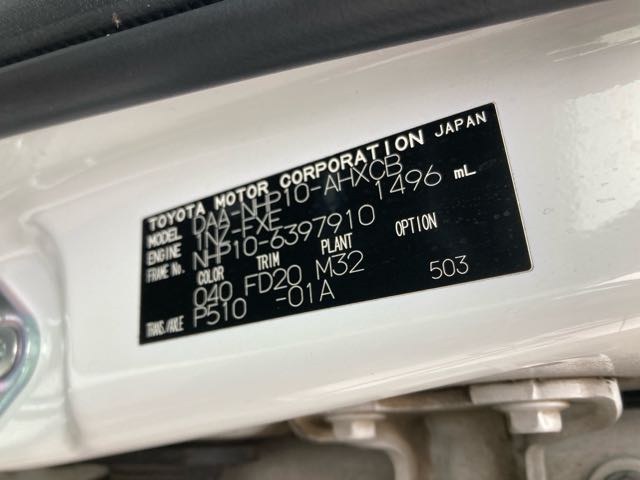 TOYOTA MOTOR CORPORATION JAPAN
MODEL DAA-NHP10-AHXCB
ENGINE 1NZ-FXE 1496 mL
FRAME No. NHP10-6397910
COLOR TRIM PLANT OPTION
040 FD20 M32 503
TRANS./AXLE P510 -01A